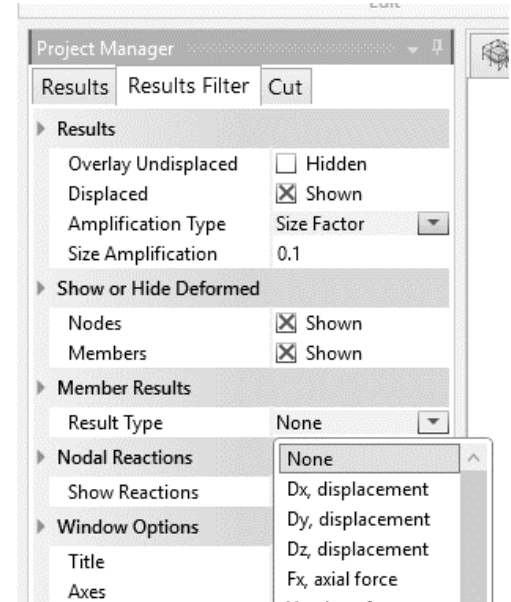 Edit
Project Manager
Results Results Filter Cut
Results
Overlay Undisplaced Hidden
Displaced Shown
Amplification Type Size Factor
Size Amplification 0.1
Show or Hide Deformed
Nodes Shown
Members Shown
Member Results
Result Type None
Nodal Reactions None
Show Reactions Dx, displacement
Window Options Dy, displacement
Title Dz, displacement
Axes Fx, axial force